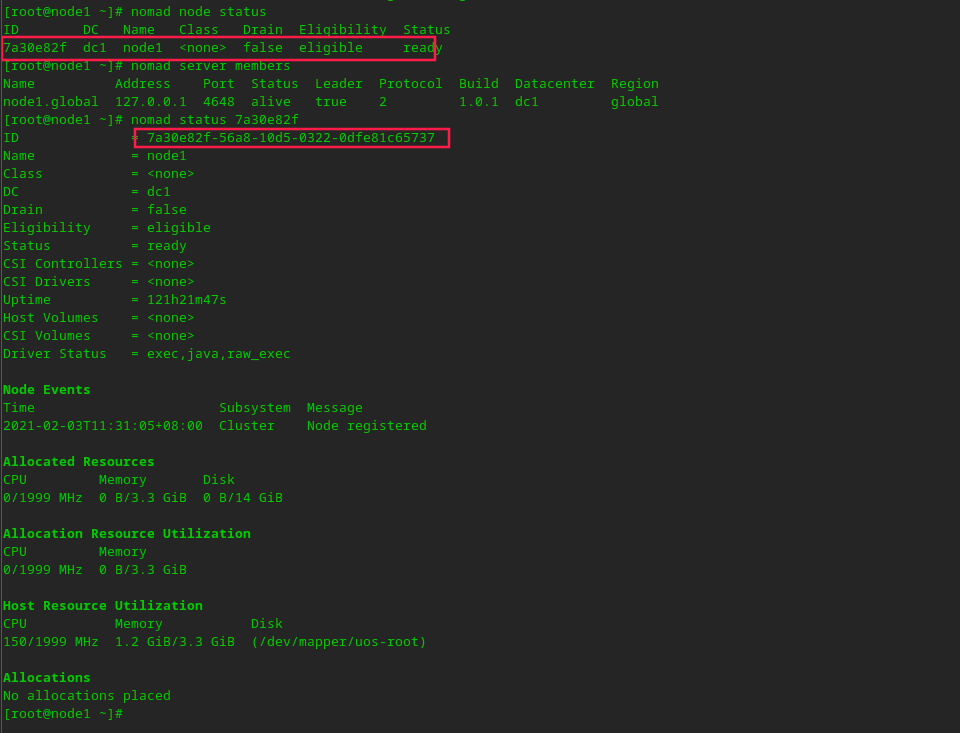 [root@node1 ~]# nomad node status
ID        DC    Name   Class   Drain  Eligibility  Status
7a30e82f  dc1  node1  <none>  false  eligible     ready
[root@node1 ~]# nomad server members
Name          Address    Port  Status  Leader  Protocol  Build  Datacenter  Region
node1.global  127.0.0.1  4648  alive   true    2         1.0.1  dc1         global
[root@node1 ~]# nomad status 7a30e82f
ID              = 7a30e82f-56a8-10d5-0322-0dfe81c65737
Name            = node1
Class           = <none>
DC              = dc1
Drain           = false
Eligibility     = eligible
Status          = ready
CSI Controllers = <none>
CSI Drivers     = <none>
Uptime          = 121h21m47s
Host Volumes    = <none>
CSI Volumes     = <none>
Driver Status   = exec,java,raw_exec
Node Events
Time                       Subsystem  Message
2021-02-03T11:31:05+08:00  Cluster    Node registered
Allocated Resources
CPU         Memory       Disk
0/1999 MHz  0 B/3.3 GiB  0 B/14 GiB
Allocation Resource Utilization
CPU         Memory
0/1999 MHz  0 B/3.3 GiB
Host Resource Utilization
CPU           Memory           Disk
150/1999 MHz  1.2 GiB/3.3 GiB  (/dev/mapper/uos-root)
Allocations
No allocations placed
[root@node1 ~]#